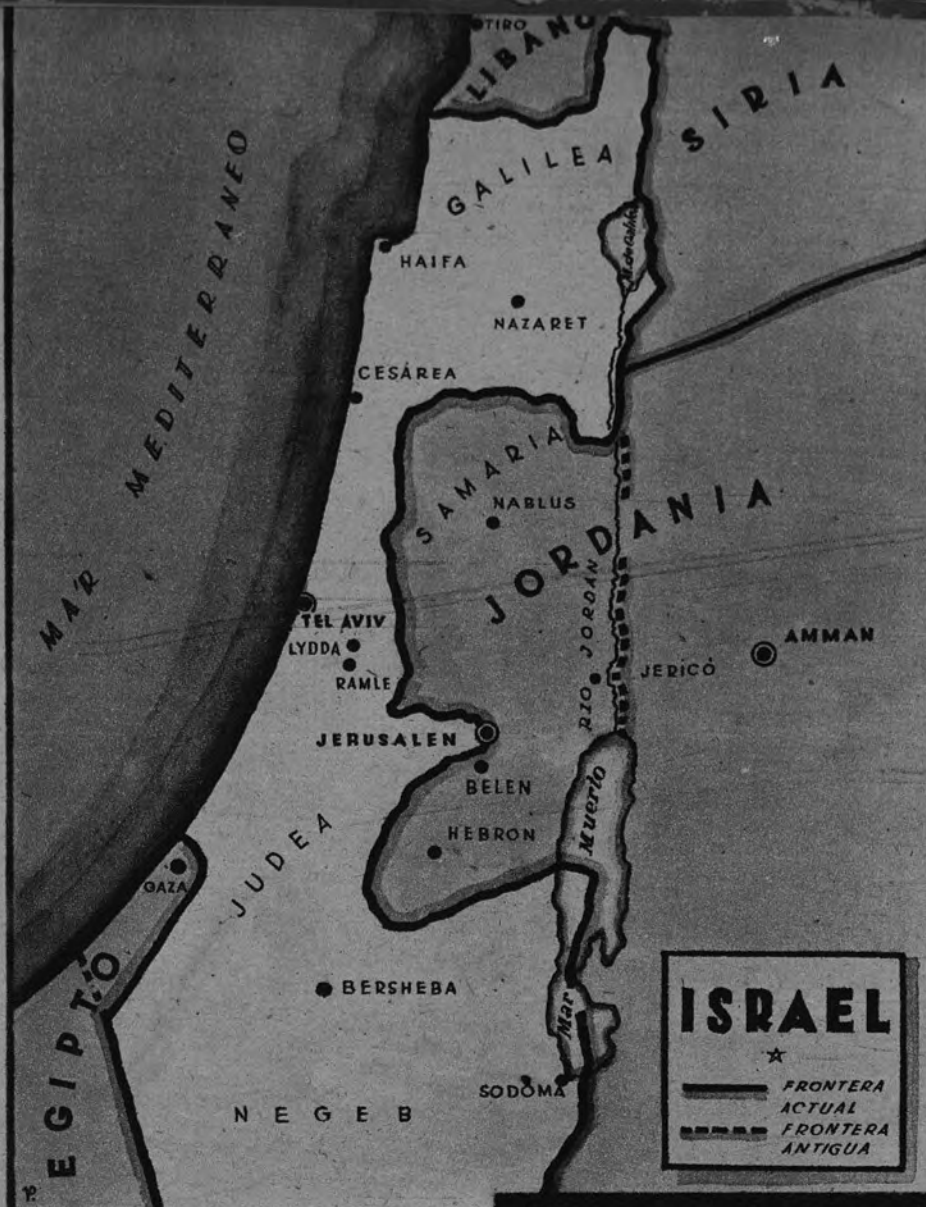 TIRO
LIBANO
SIRIA
GALILEA
MAR MEDITERRANEO
HAIFA
NAZARET
CESÁREA
SAMARIA
NABLUS
JORDANIA
RIO JORDÁN
TEL AVIV
LYDDA
RAMLE
AMMAN
JERICÓ
JERUSALEN
BELEN
HEBRON
Mar Muerto
JUDEA
GAZA
EGIPTO
BERSHEBA
SODOMA
NEGEB
ISRAEL
FRONTERA
ACTUAL
FRONTERA
ANTIGUA